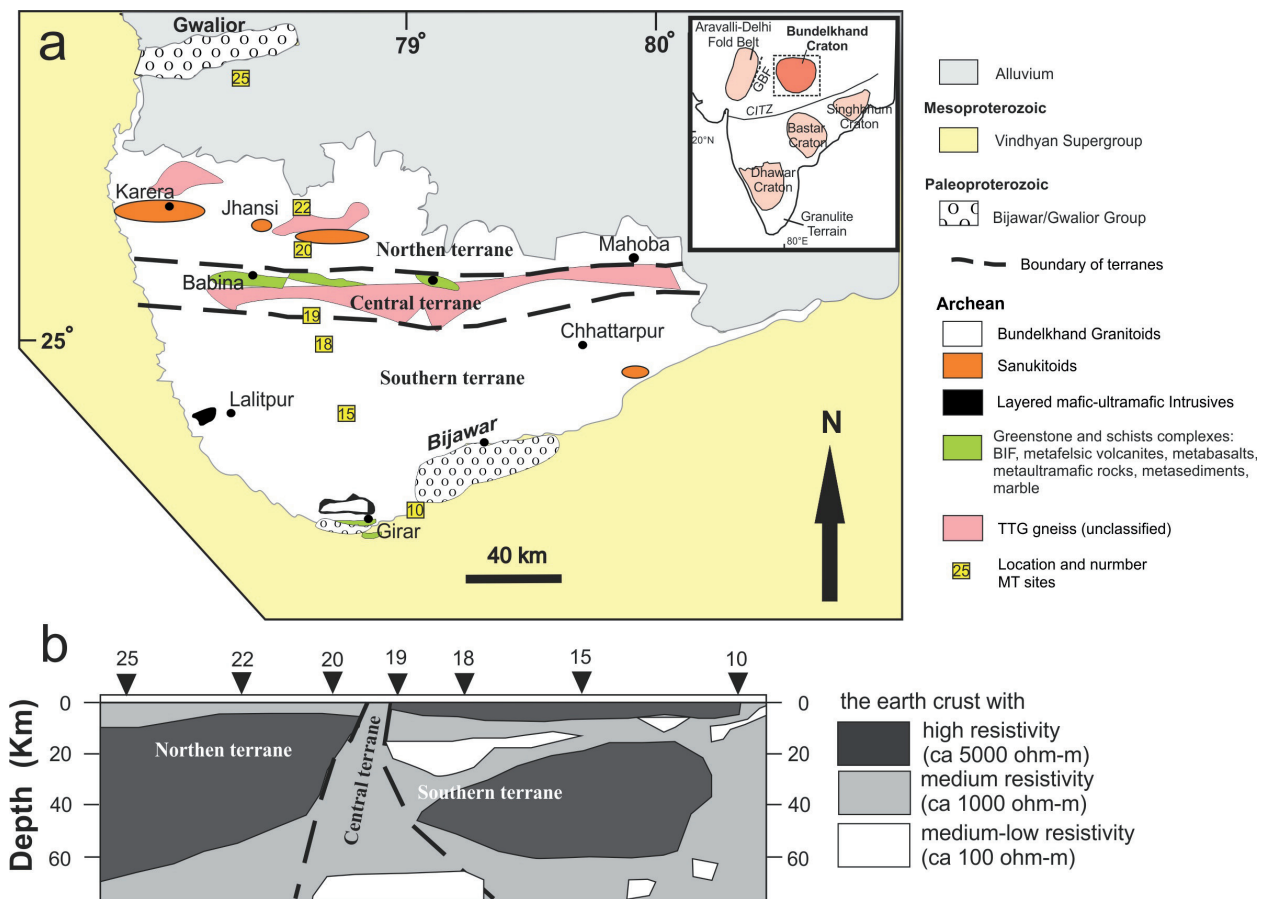 a
Gwalior
79°
80°
25
Karera
Jhansi
22
20
Northen terrane
Mahoba
Babina
Central terrane
19
25°
18
Chhattarpur
Southern terrane
Lalitpur
15
Bijawar
10
Girar
40 km
N
Aravalli-Delhi
Fold Belt
Bundelkhand
Craton
GBF
CITZ
Singhbhum
Craton
20°N
Bastar
Craton
Dhawar
Craton
Granulite
Terrain
80°E
Alluvium
Mesoproterozoic
Vindhyan Supergroup
Paleoproterozoic
Bijawar/Gwalior Group
Boundary of terranes
Archean
Bundelkhand Granitoids
Sanukitoids
Layered mafic-ultramafic Intrusives
Greenstone and schists complexes:
BIF, metafelsic volcanites, metabasalts,
metaultramafic rocks, metasediments,
marble
TTG gneiss (unclassified)
25
Location and nurmber
MT sites
b
25 22 20 19 18 15 10
Depth (Km)
0 0
20 20
40 40
60 60
Northen terrane
Central terrane
Southern terrane
the earth crust with
high resistivity
(ca 5000 ohm-m)
medium resistivity
(ca 1000 ohm-m)
medium-low resistivity
(ca 100 ohm-m)